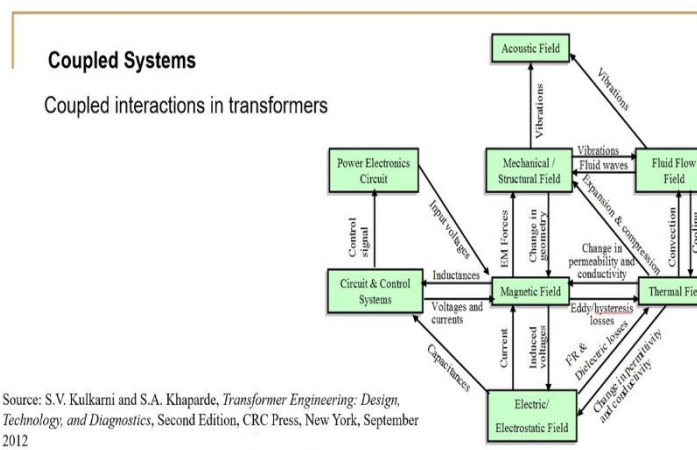 Coupled Systems
Coupled interactions in transformers
Acoustic Field
Vibrations
Vibrations
Power Electronics
Circuit
Mechanical /
Structural Field
Vibrations
Fluid waves
Fluid Flow
Field
Control
signal
Input voltages
EM Forces
Change in
geometry
Expansion & compression
Convection
Cooling
Change in
permeability and
conductivity
Circuit & Control
Systems
Inductances
Voltages and
currents
Magnetic Field
Eddy/hysteresis
losses
Thermal Fiel
Capacitances
Current
Induced
voltages
I²R &
Dielectric losses
Change in permittivity
and conductivity
Electric/
Electrostatic Field
Source: S.V. Kulkarni and S.A. Khaparde, Transformer Engineering: Design,
Technology, and Diagnostics, Second Edition, CRC Press, New York, September
2012